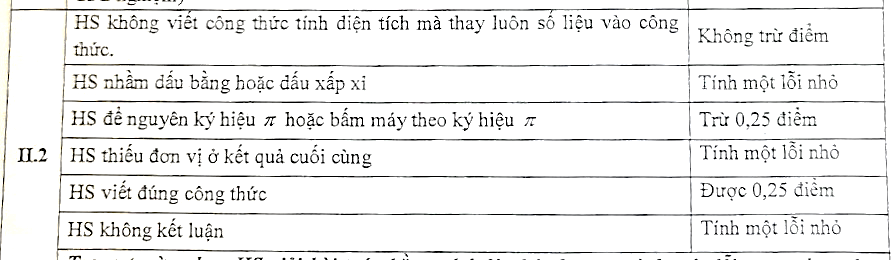 HS không viết công thức tính diện tích mà thay luôn số liệu vào công
thức.
Không trừ điểm
HS nhầm dấu bằng hoặc dấu xấp xỉ
Tính một lỗi nhỏ
HS để nguyên ký hiệu π hoặc bấm máy theo ký hiệu π
Trừ 0,25 điểm
II.2
HS thiếu đơn vị ở kết quả cuối cùng
Tính một lỗi nhỏ
HS viết đúng công thức
Được 0,25 điểm
HS không kết luận
Tính một lỗi nhỏ